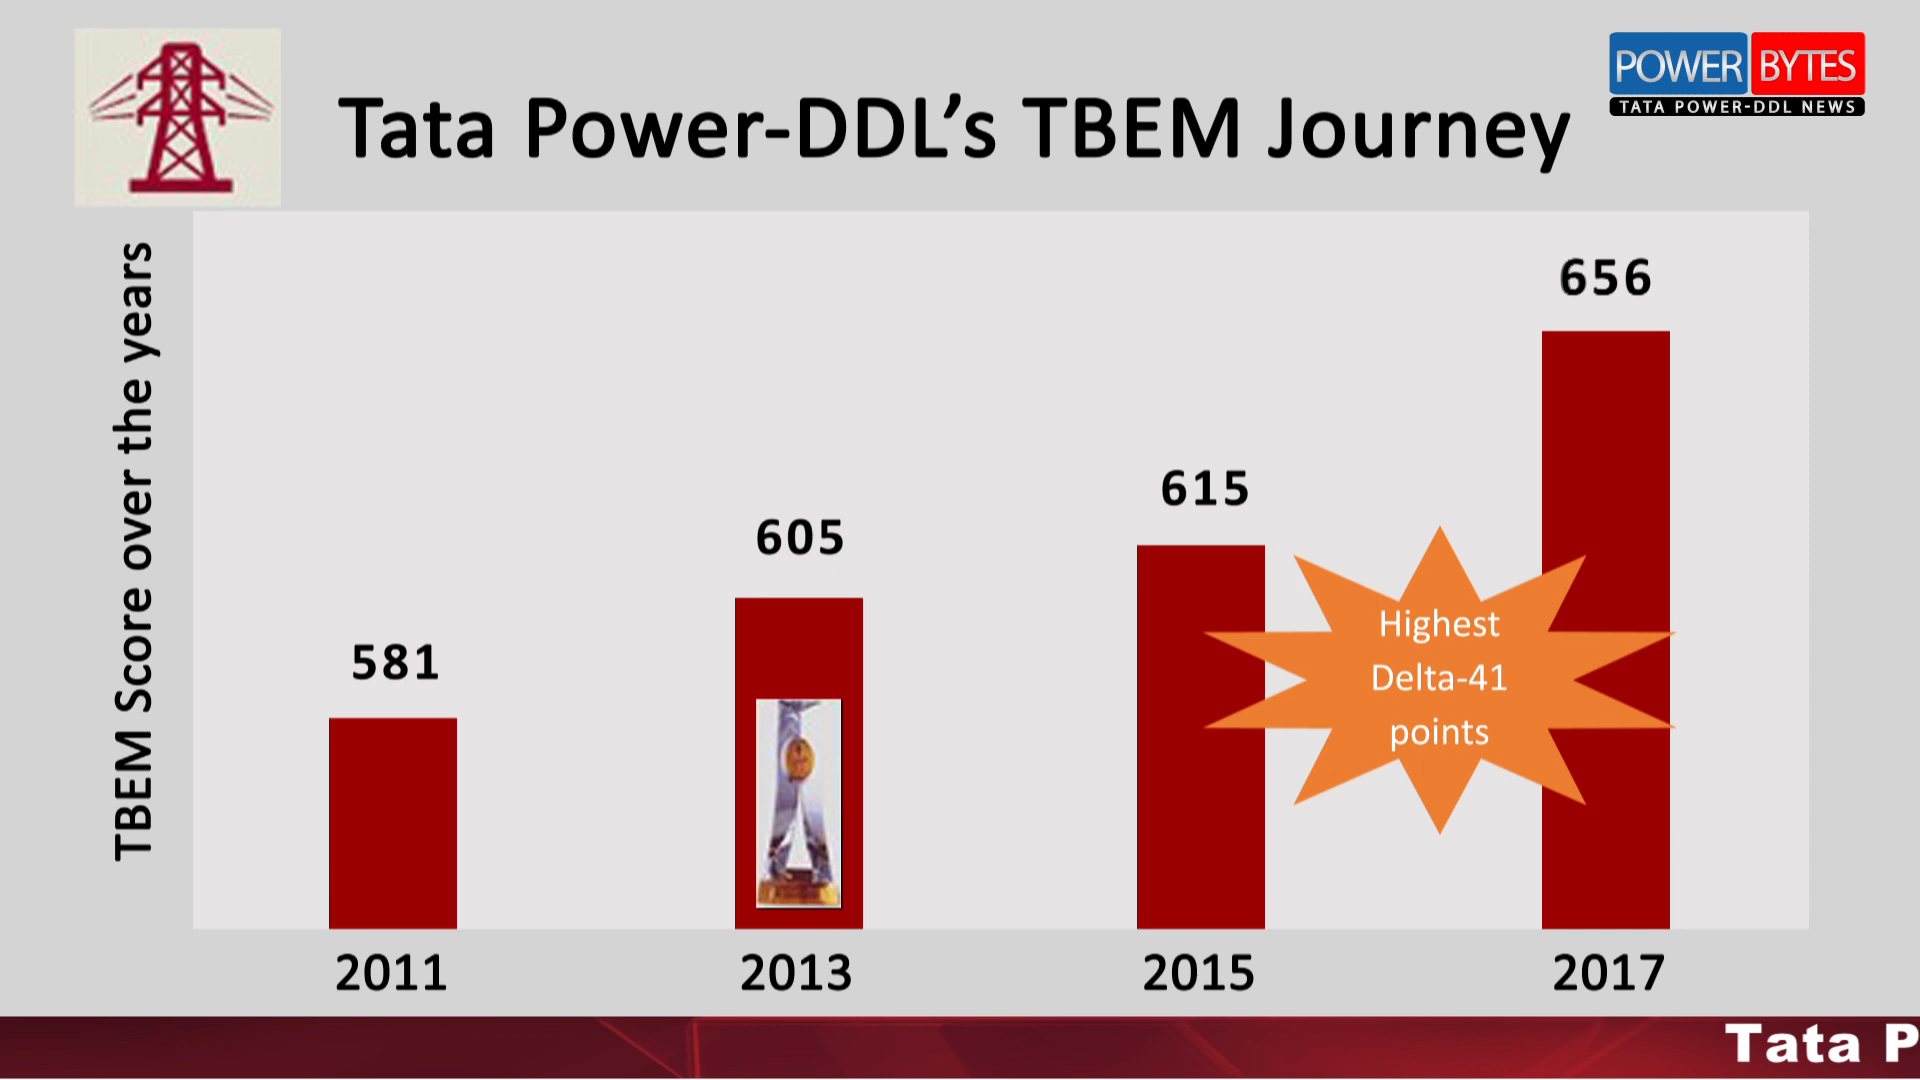 POWER BYTES
TATA POWER-DDL NEWS
Tata Power-DDL’s TBEM Journey
TBEM Score over the years
581
605
615
656
Highest
Delta-41
points
2011
2013
2015
2017
Tata P